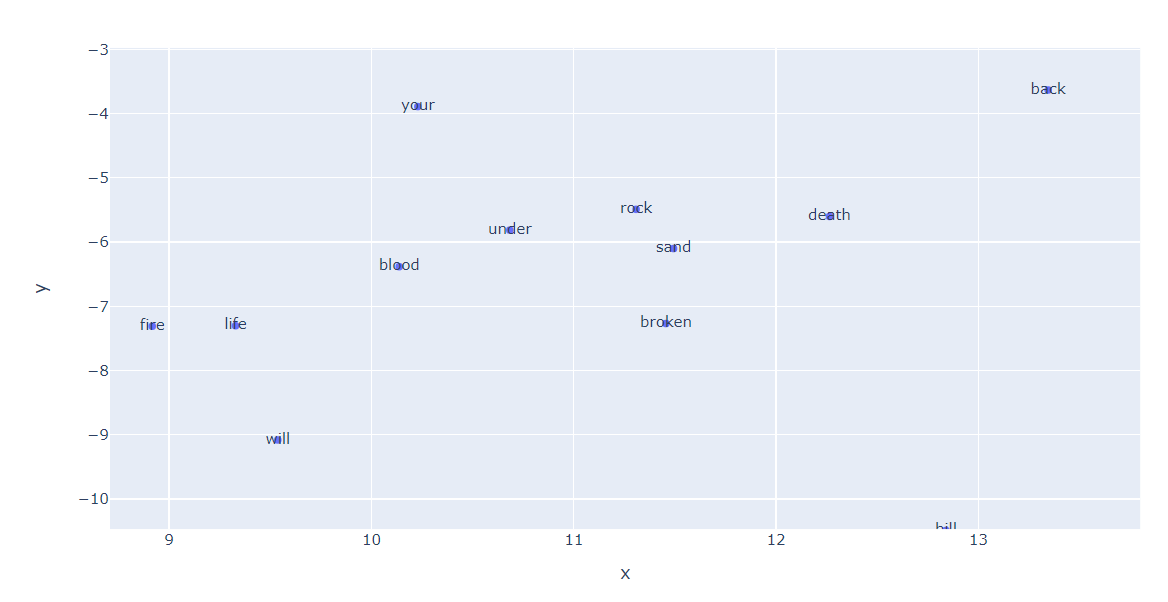 −3
back
your
−4
−5
rock
death
under
−6
sand
blood
y
−7
fire
life
broken
−8
−9
will
−10
hill
9
10
11
12
13
x